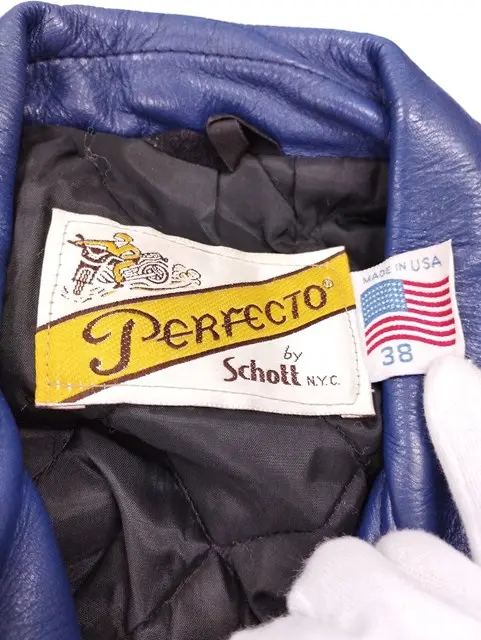 PERFECTO®
by
Schott N.Y.C.
MADE IN USA
38